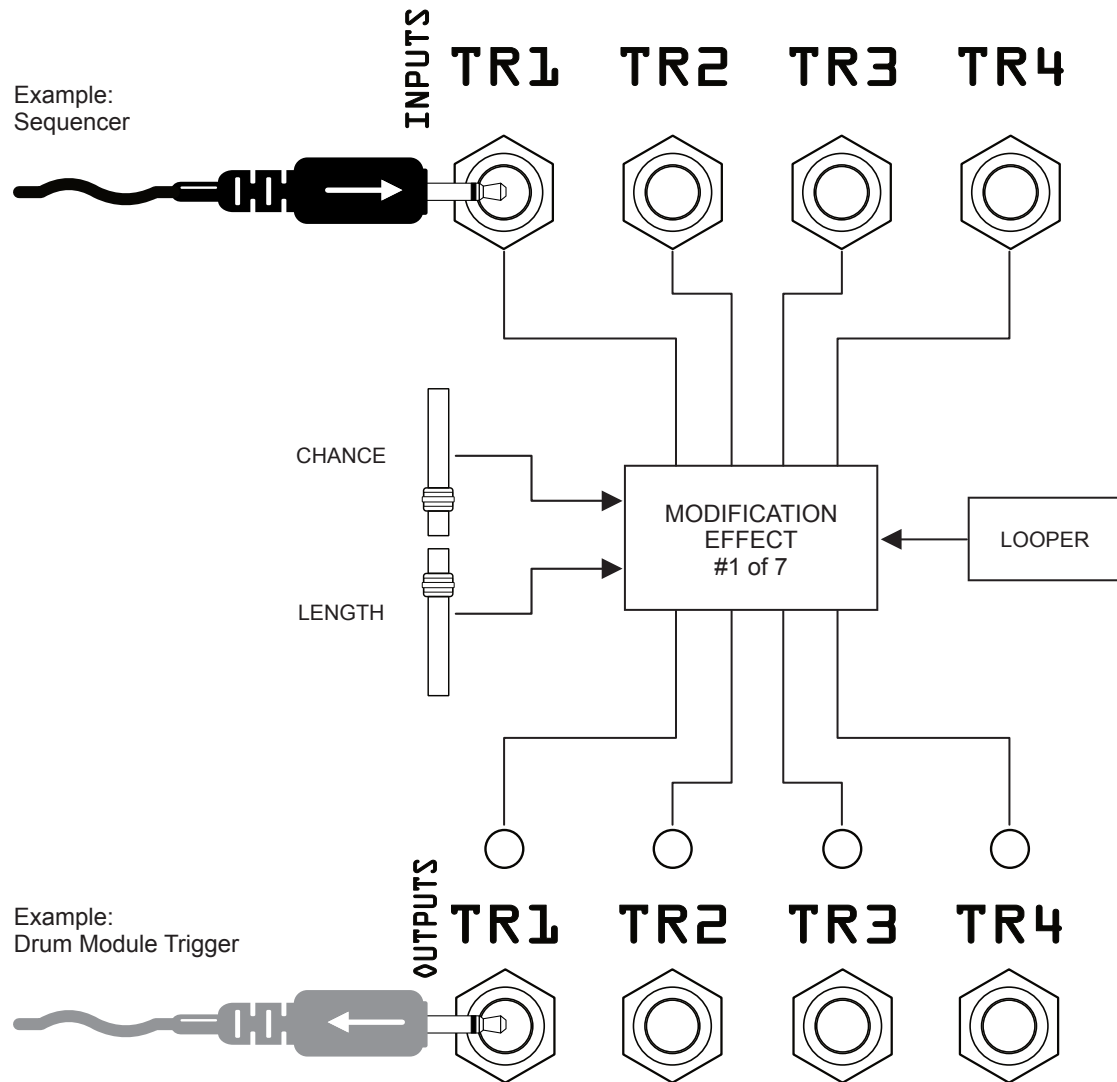 INPUTS
TR1 TR2 TR3 TR4
Example:
Sequencer
CHANCE
LENGTH
MODIFICATION
EFFECT
#1 of 7
LOOPER
OUTPUTS
TR1 TR2 TR3 TR4
Example:
Drum Module Trigger